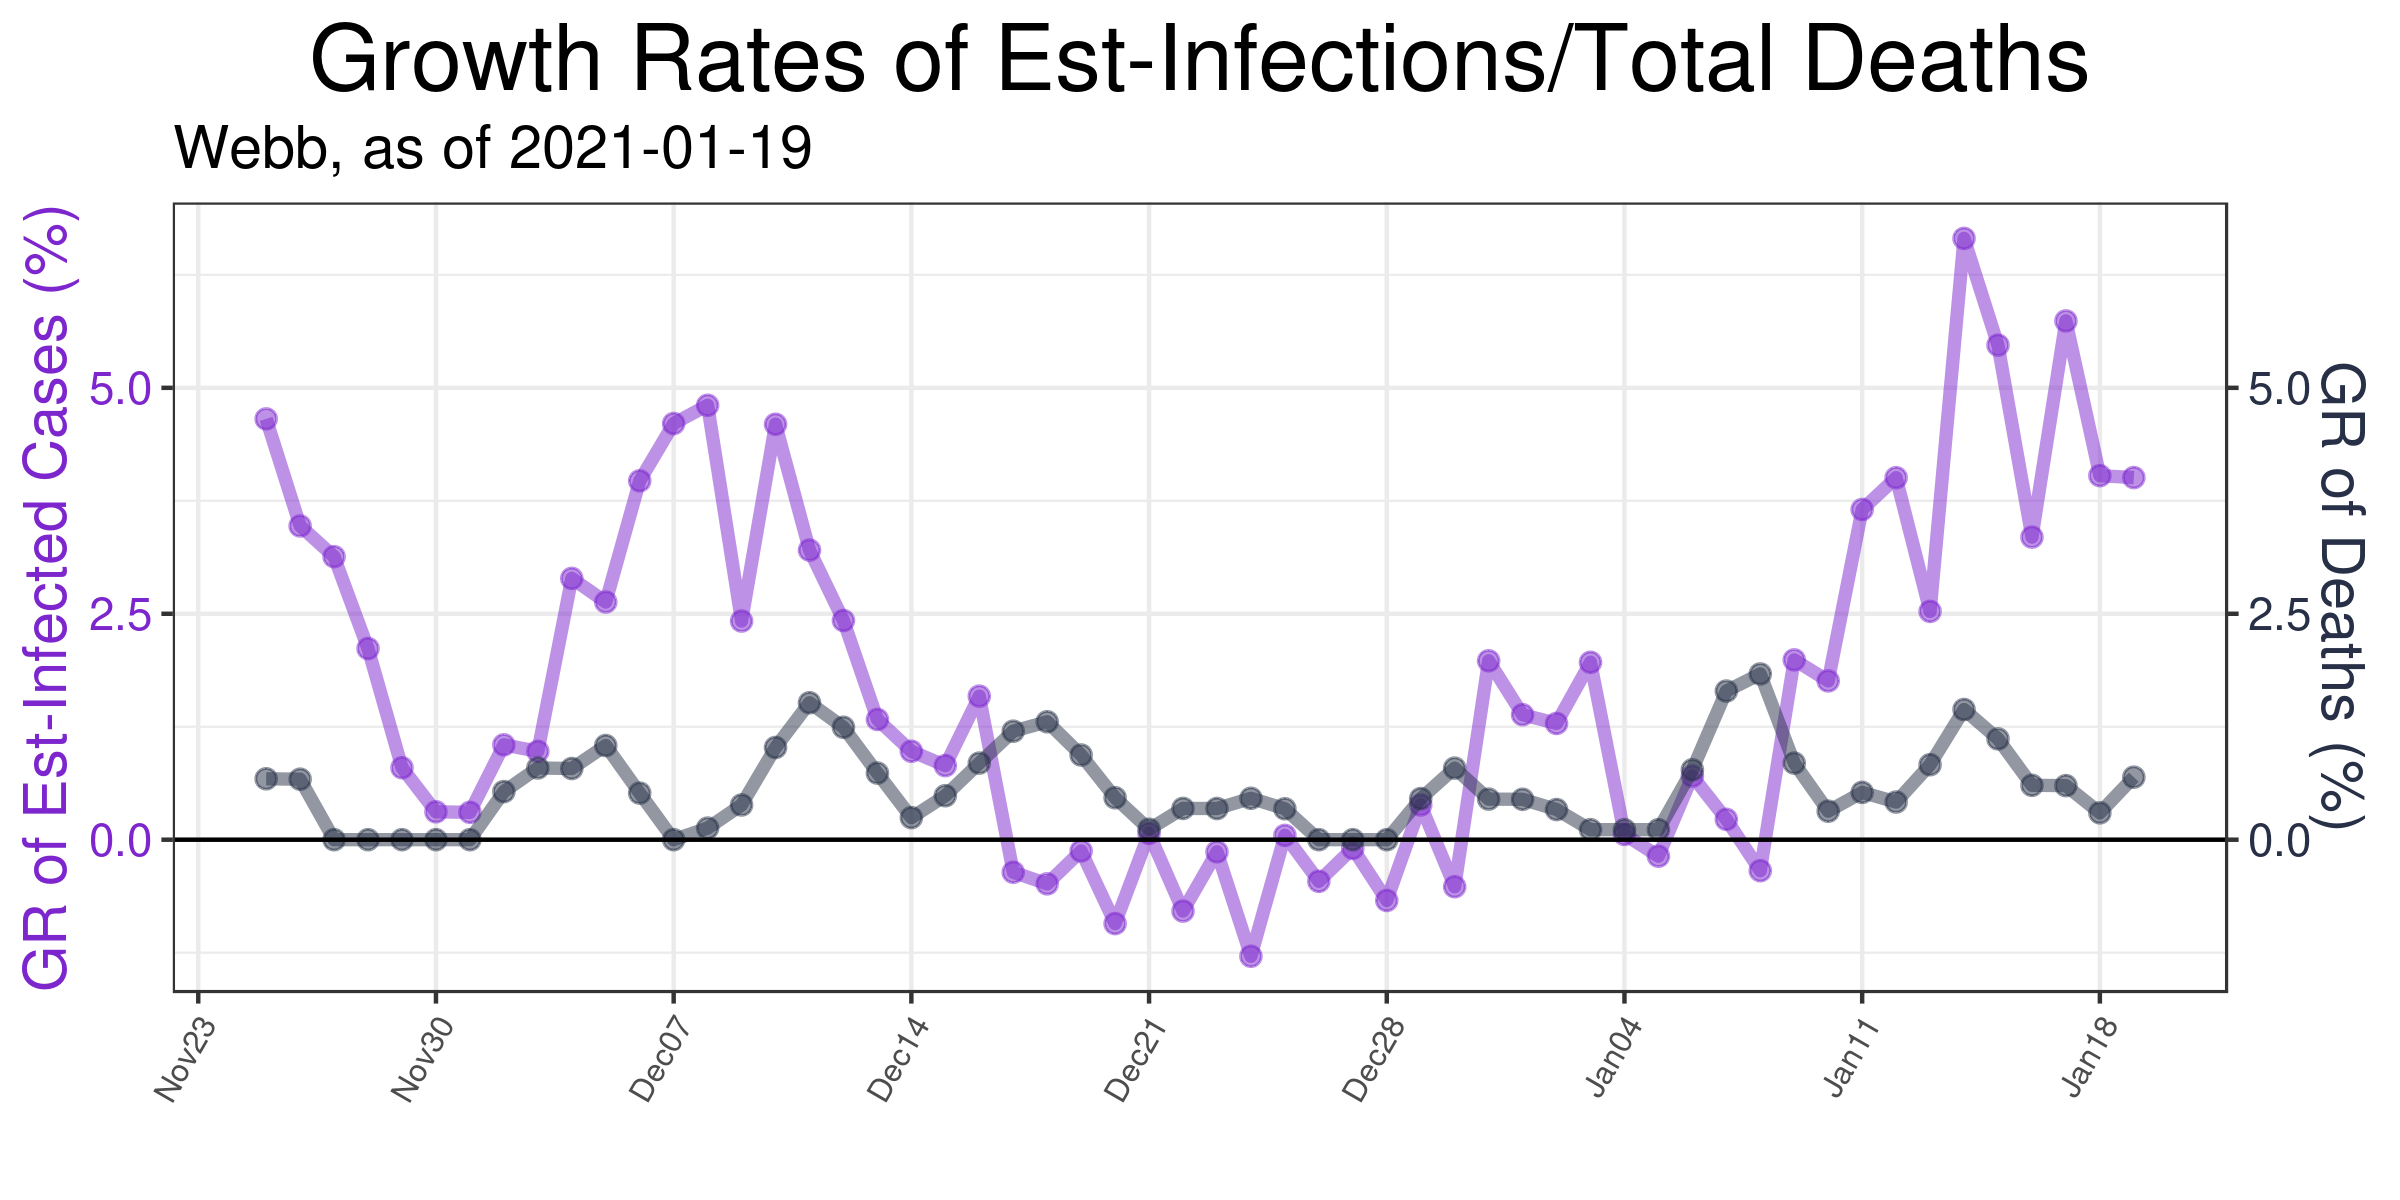 Growth Rates of Est-Infections/Total Deaths
Webb, as of 2021-01-19
GR of Est-Infected Cases (%)
5.0
2.5
0.0
5.0
2.5
0.0
GR of Deaths (%)
Nov23
Nov30
Dec07
Dec14
Dec21
Dec28
Jan04
Jan11
Jan18